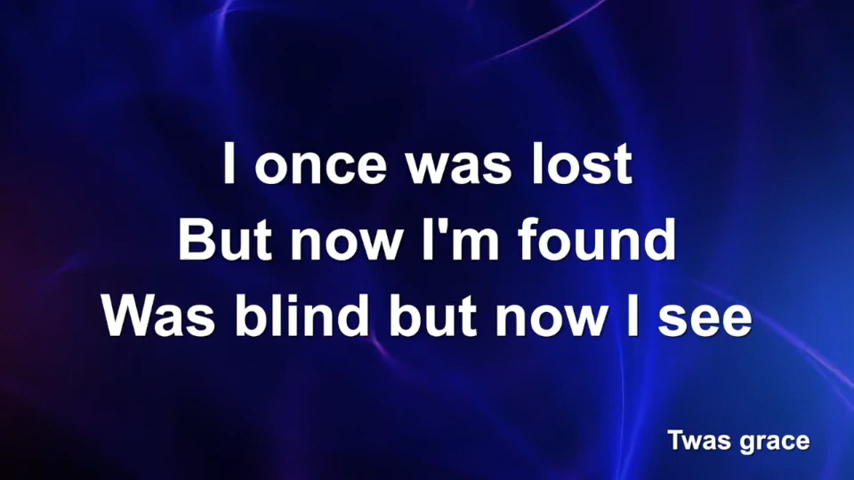 I once was lost
But now I'm found
Was blind but now I see
Twas grace